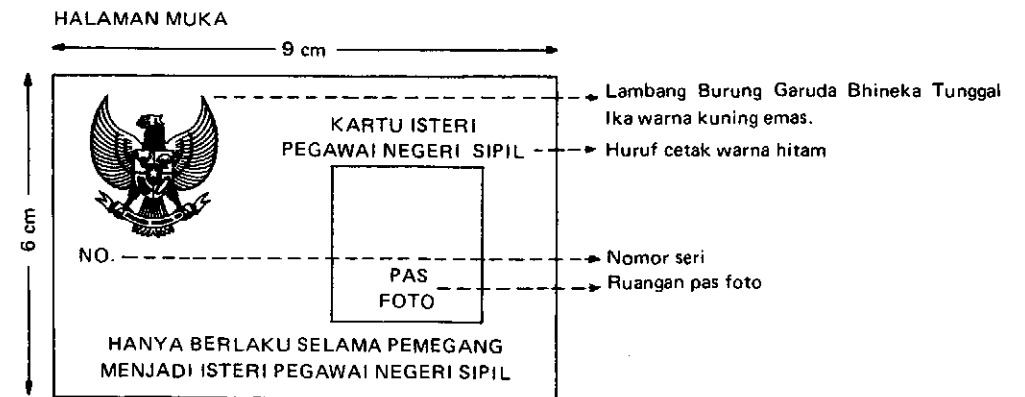 HALAMAN MUKA
9 cm
Lambang Burung Garuda Bhineka Tunggal
Ika warna kuning emas.
KARTU ISTERI
PEGAWAI NEGERI SIPIL
Huruf cetak warna hitam
6 cm
NO.
Nomor seri
PAS
FOTO
Ruangan pas foto
HANYA BERLAKU SELAMA PEMEGANG
MENJADI ISTERI PEGAWAI NEGERI SIPIL